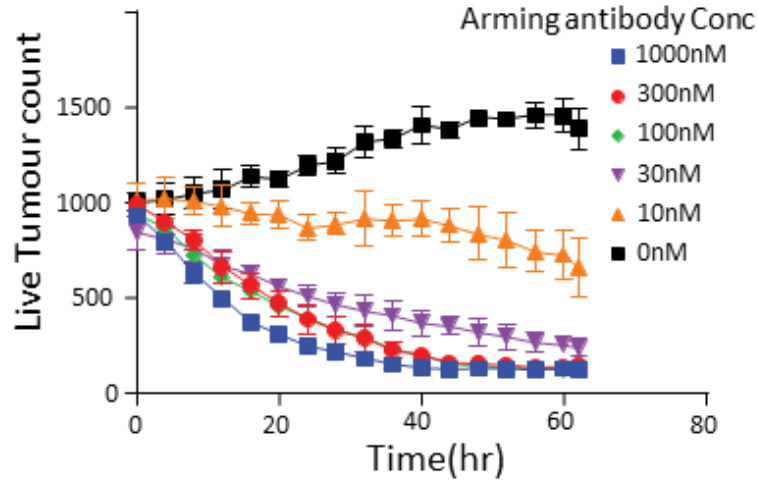 Arming antibody Conc
1000nM
300nM
100nM
30nM
10nM
0nM
Live Tumour count
1500
1000
500
0
0
20
40
60
80
Time(hr)